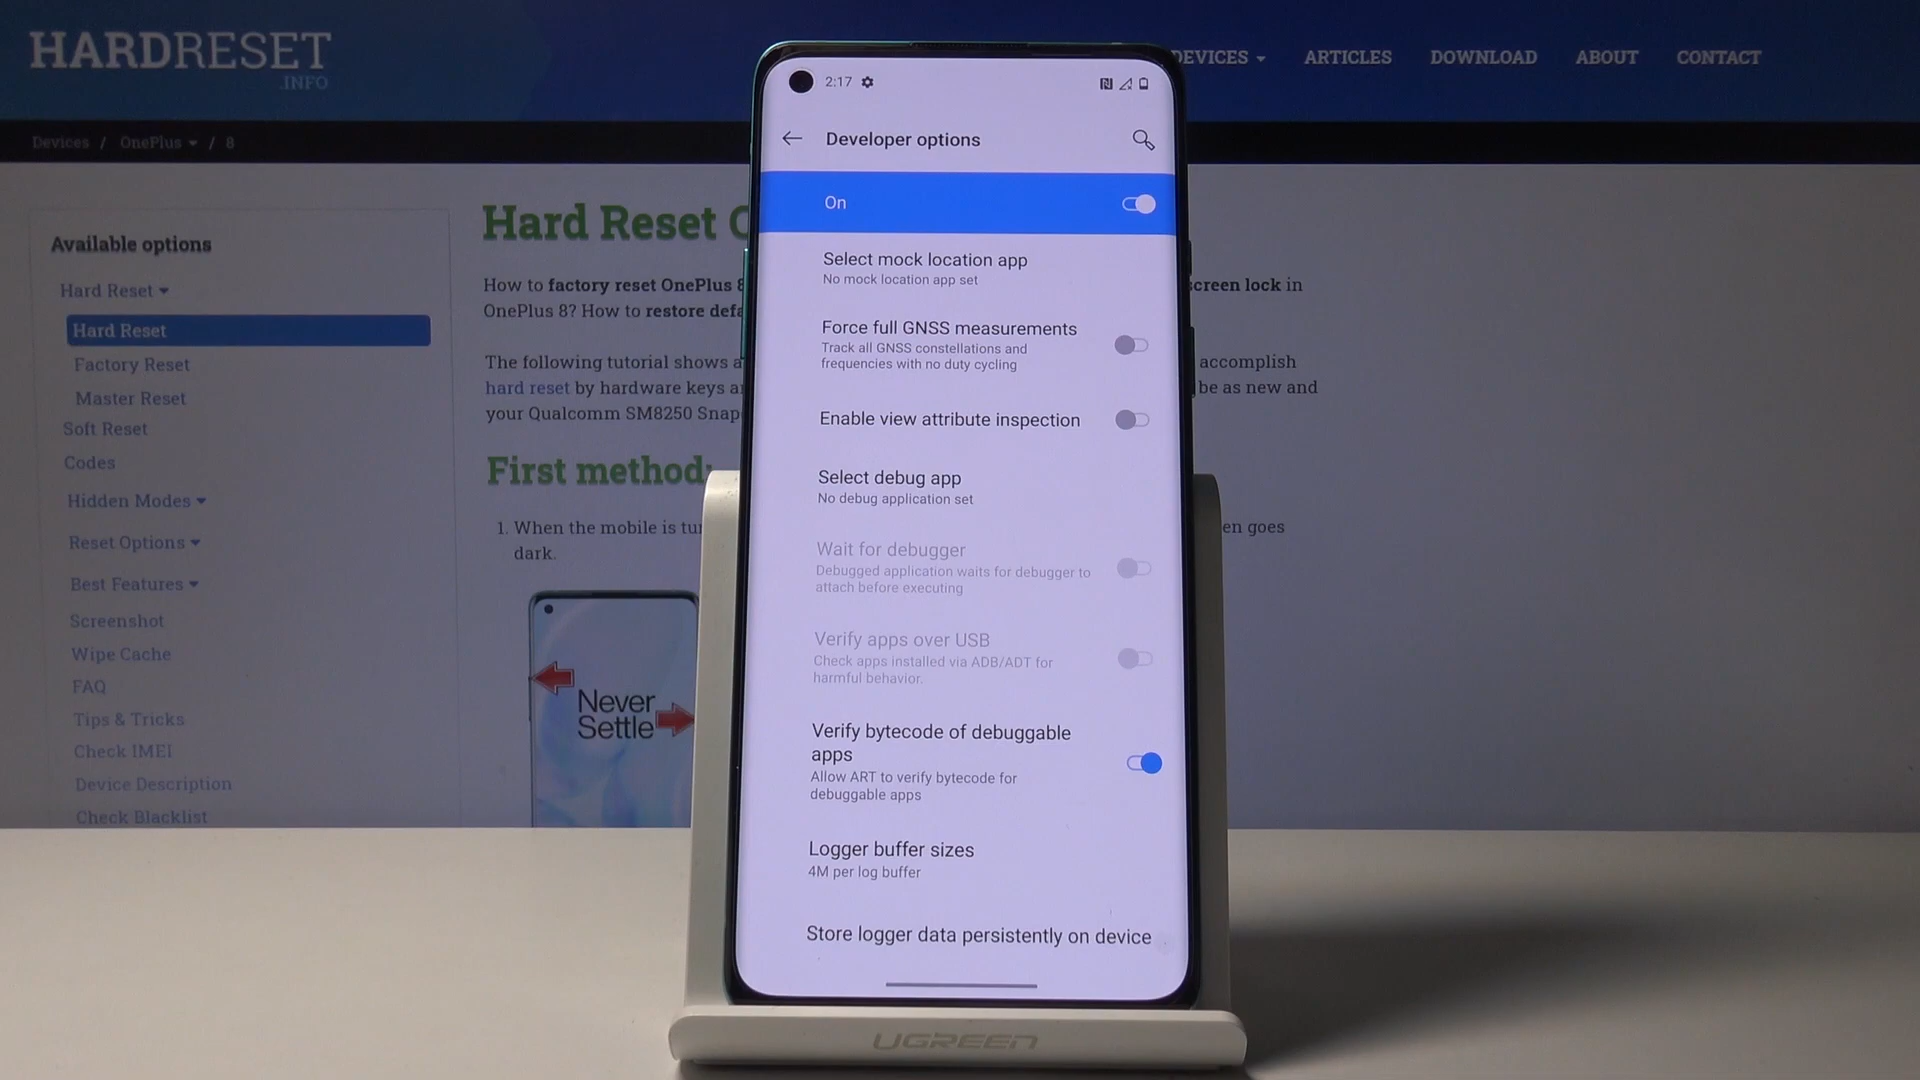 HARDRESET
.INFO
DEVICES
ARTICLES
DOWNLOAD
ABOUT
CONTACT
Devices / OnePlus / 8
Available options
Hard Reset
Hard Reset
Factory Reset
Master Reset
Soft Reset
Codes
Hidden Modes
Reset Options
Best Features
Screenshot
Wipe Cache
FAQ
Tips & Tricks
Check IMEI
Device Description
Check Blacklist
Hard Reset
How to factory reset OnePlus 8
screen lock in
OnePlus 8? How to restore
The following tutorial shows
accomplish
hard reset by hardware keys
be as new and
your Qualcomm SM8250
First method:
1. When the mobile is
goes
dark.
Never
Settle
2:17
Developer options
On
Select mock location app
No mock location app set
Force full GNSS measurements
Track all GNSS constellations and
frequencies with no duty cycling
Enable view attribute inspection
Select debug app
No debug application set
Wait for debugger
Debugged application waits for debugger to
attach before executing
Verify apps over USB
Check apps installed via ADB/ADT for
harmful behavior.
Verify bytecode of debuggable
apps
Allow ART to verify bytecode for
debuggable apps
Logger buffer sizes
4M per log buffer
Store logger data persistently on device
UGREEN